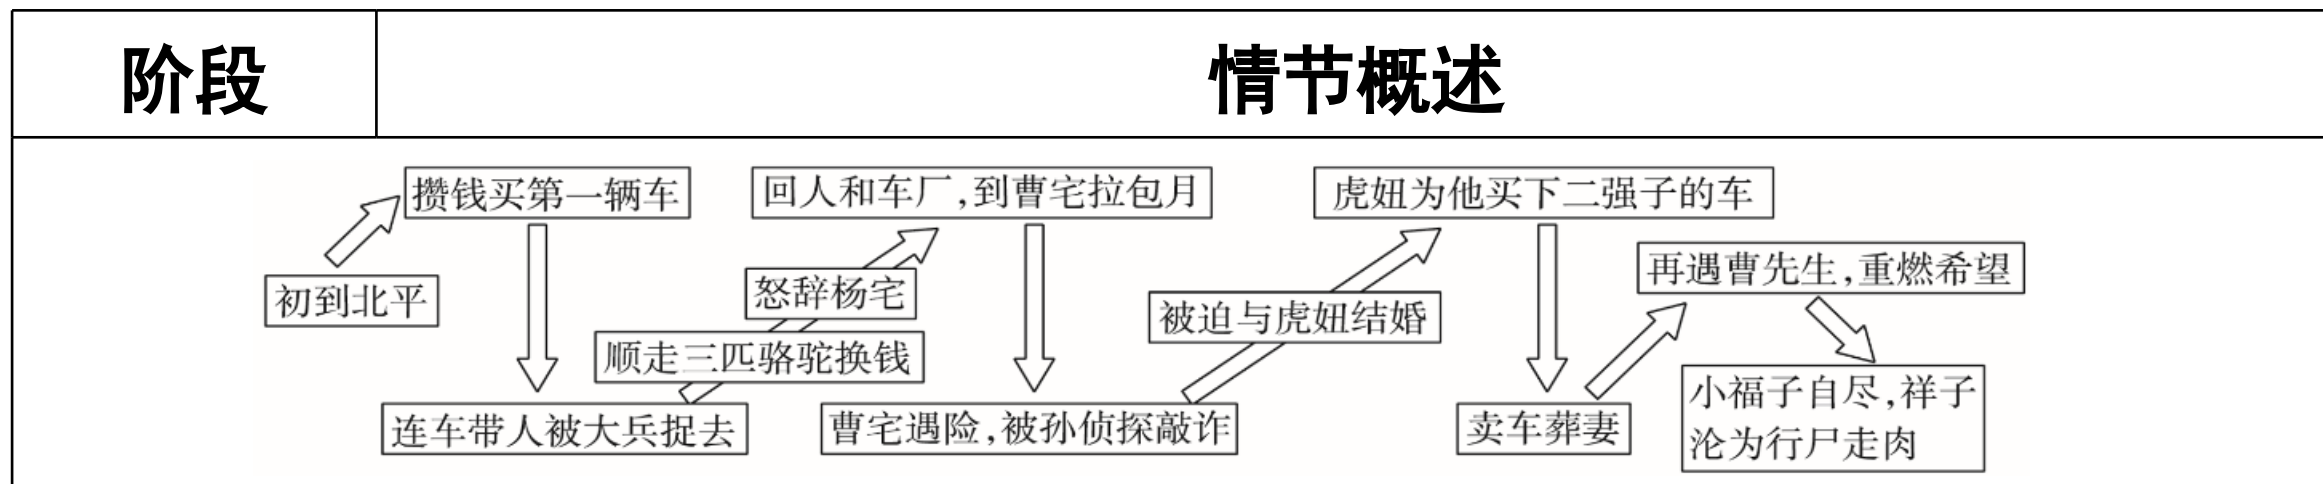 阶段
情节概述
初到北平
攒钱买第一辆车
连车带人被大兵捉去
顺走三匹骆驼换钱
怒辞杨宅
回人和车厂,到曹宅拉包月
曹宅遇险,被孙侦探敲诈
被迫与虎妞结婚
虎妞为他买下二强子的车
卖车葬妻
再遇曹先生,重燃希望
小福子自尽,祥子
沦为行尸走肉